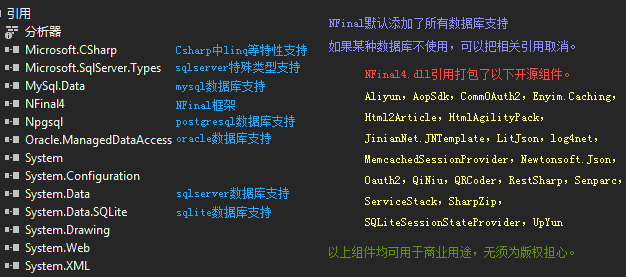 引用
分析器
Microsoft.CSharp Csharp中linq等特性支持
Microsoft.SqlServer.Types sqlserver特殊类型支持
MySql.Data mysql数据库支持
NFinal4 NFinal框架
Npgsql postgresql数据库支持
Oracle.ManagedDataAccess oracle数据库支持
System
System.Configuration
System.Data sqlserver数据库支持
System.Data.SQLite sqlite数据库支持
System.Drawing
System.Web
System.XML
NFinal默认添加了所有数据库支持
如果某种数据库不使用，可以把相关引用取消。
NFinal4.dll引用打包了以下开源组件。
Aliyun，AopSdk，CommOAuth2，Enyim.Caching，
Html2Article，HtmlAgilityPack，
JinianNet.JNTemplate，LitJson，log4net，
MemcachedSessionProvider，Newtonsoft.Json，
Oauth2，QiNiu，QRCoder，RestSharp，Senparc，
ServiceStack，SharpZip，
SQLiteSessionStateProvider，UpYun
以上组件均可用于商业用途，无须为版权担心。